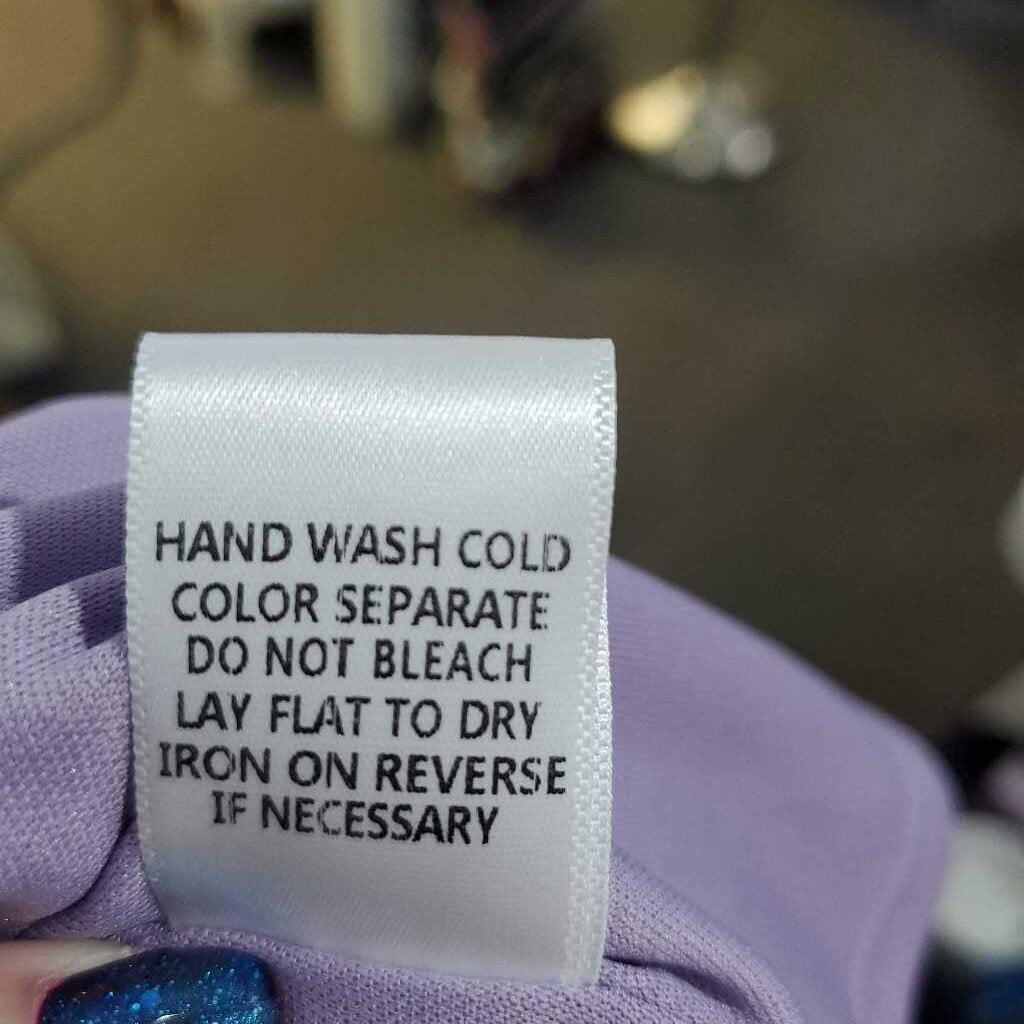 HAND WASH COLD
COLOR SEPARATE
DO NOT BLEACH
LAY FLAT TO DRY
IRON ON REVERSE
IF NECESSARY